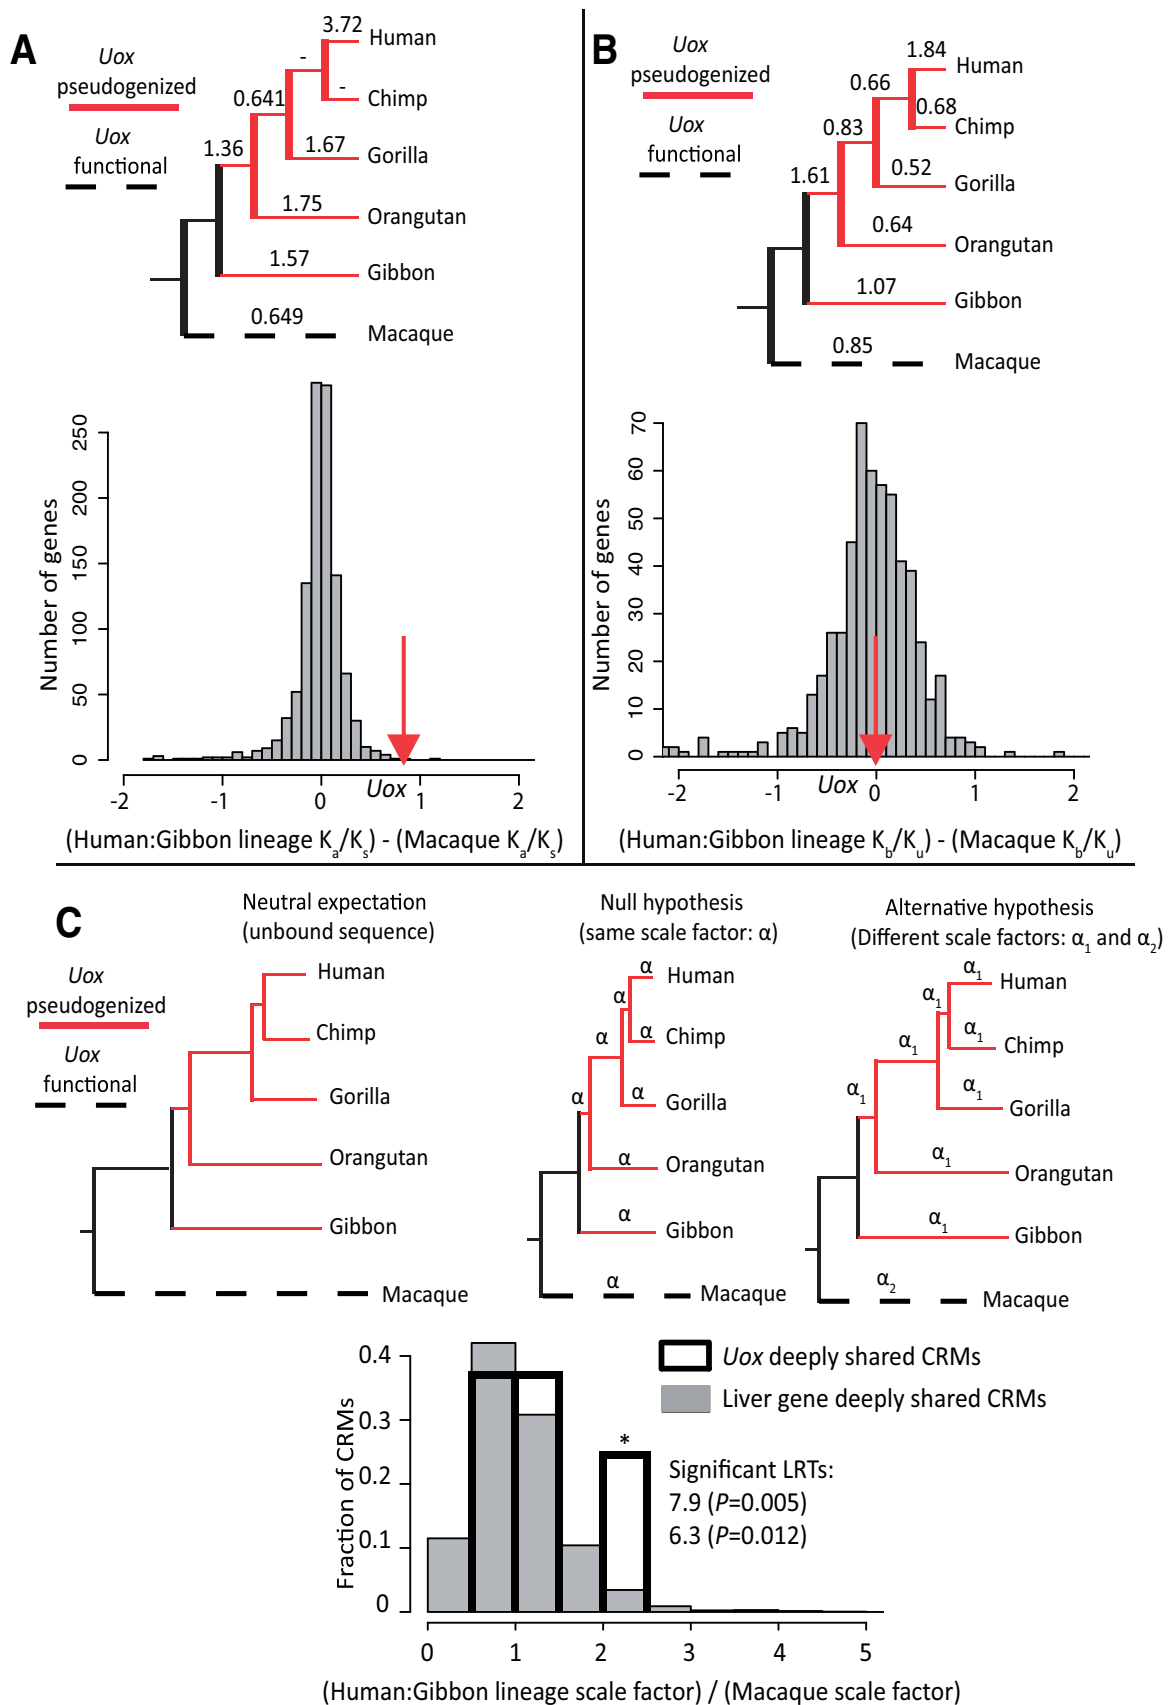 A
Uox
pseudogenized
Uox
functional
3.72
Human
-
-
Chimp
0.641
1.67
Gorilla
1.36
1.75
Orangutan
1.57
Gibbon
0.649
Macaque
Number of genes
250
200
150
100
50
0
-2
-1
0
Uox
1
2
(Human:Gibbon lineage Ka/Ks) - (Macaque Ka/Ks)
B
Uox
pseudogenized
Uox
functional
1.84
Human
0.66
0.68
Chimp
0.83
0.52
Gorilla
1.61
0.64
Orangutan
1.07
Gibbon
0.85
Macaque
Number of genes
70
60
50
40
30
20
10
0
-2
-1
Uox
0
1
2
(Human:Gibbon lineage Kb/Ku) - (Macaque Kb/Ku)
C
Uox
pseudogenized
Uox
functional
Neutral expectation
(unbound sequence)
Human
Chimp
Gorilla
Orangutan
Gibbon
Macaque
Null hypothesis
(same scale factor: α)
α
Human
α
α
Chimp
α
α
Gorilla
α
α
Orangutan
α
Gibbon
α
Macaque
Alternative hypothesis
(Different scale factors: α1 and α2)
α1
Human
α1
α1
Chimp
α1
α1
Gorilla
α1
α1
Orangutan
α1
Gibbon
α2
Macaque
Fraction of CRMs
0.4
0.3
0.2
0.1
0
*
Uox deeply shared CRMs
Liver gene deeply shared CRMs
Significant LRTs:
7.9 (P=0.005)
6.3 (P=0.012)
0
1
2
3
4
5
(Human:Gibbon lineage scale factor) / (Macaque scale factor)